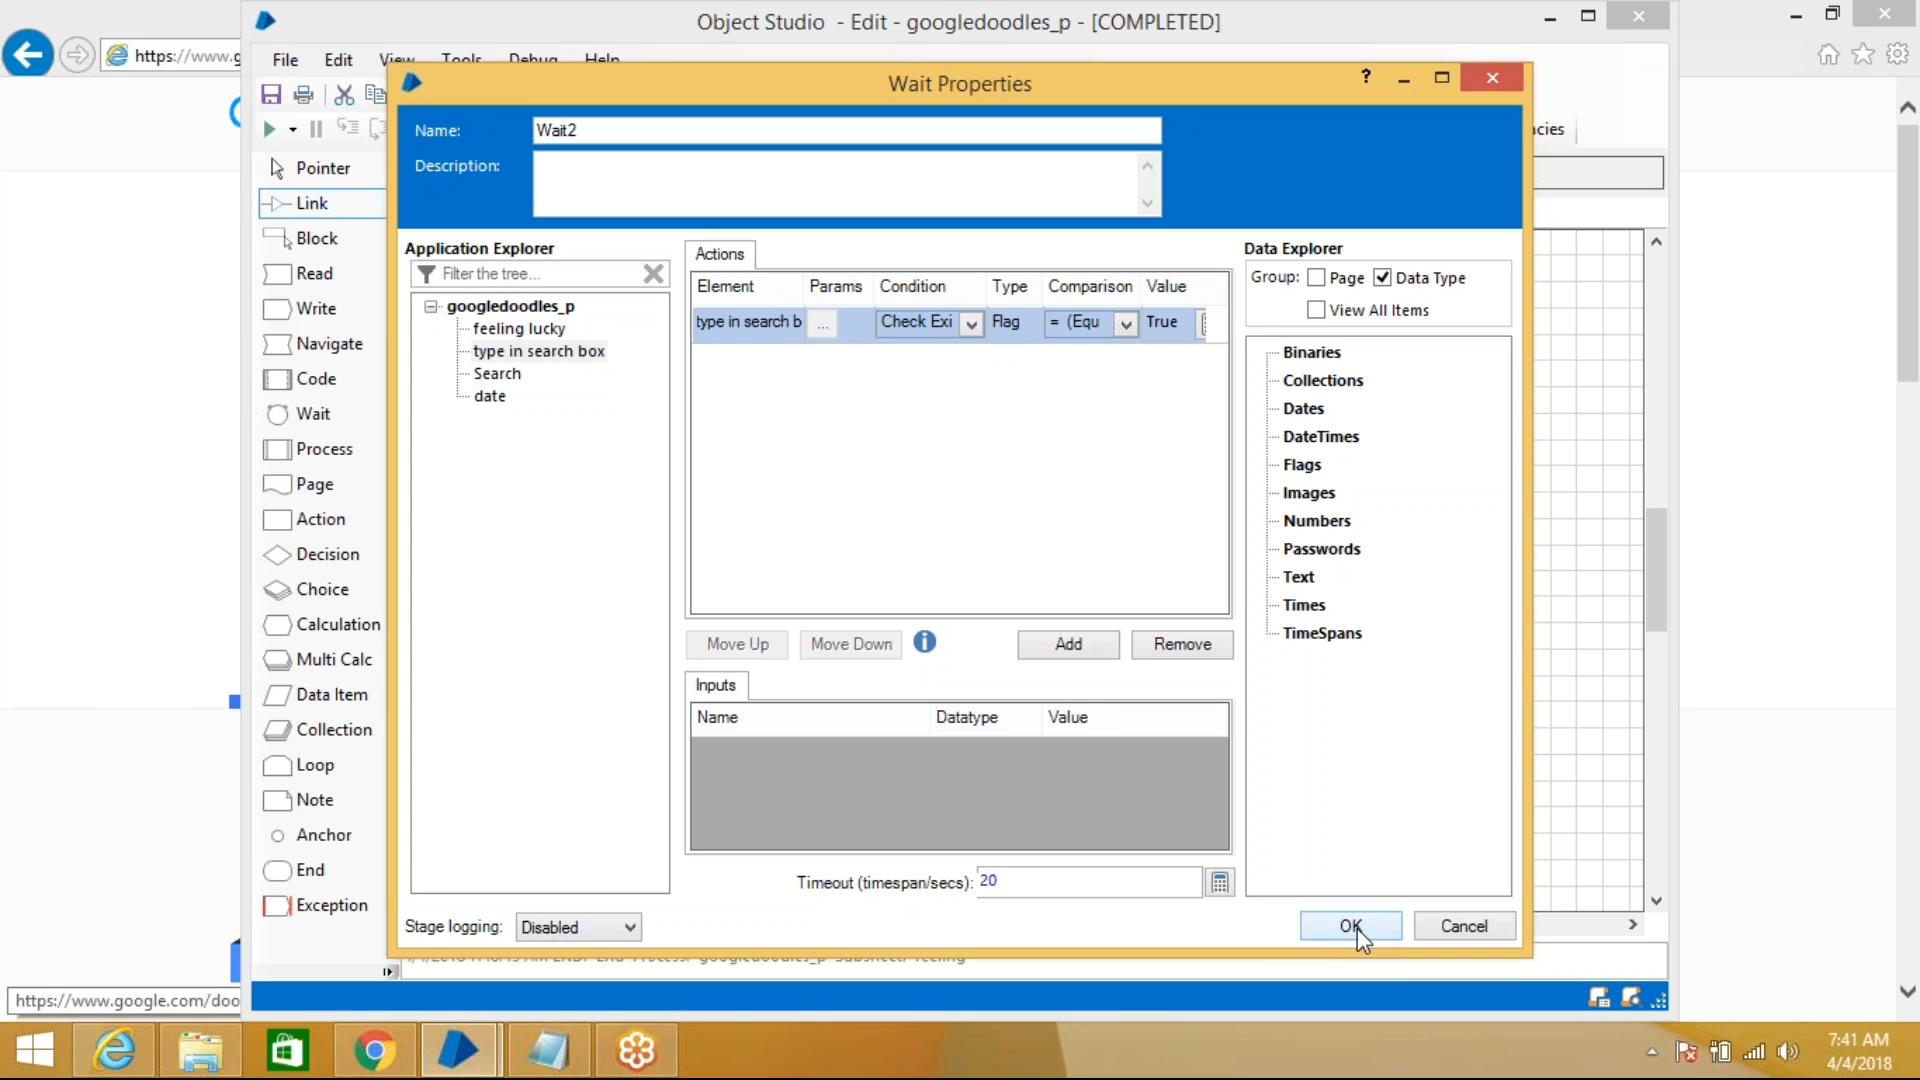 Object Studio - Edit - googledoodles_p - [COMPLETED]
https://www.g
File Edit View Tools Debug Help
Wait Properties
?
Name: Wait2
Description:
cies
Pointer
Link
Block
Read
Write
Navigate
Code
Wait
Process
Page
Action
Decision
Choice
Calculation
Multi Calc
Data Item
Collection
Loop
Note
Anchor
End
Exception
Application Explorer
Filter the tree...
googledoodles_p
feeling lucky
type in search box
Search
date
Actions
Element Params Condition Type Comparison Value
type in search b ... Check Exi Flag = (Equ True
Move Up Move Down Add Remove
Inputs
Name Datatype Value
Timeout (timespan/secs): 20
Data Explorer
Group: Page Data Type
View All Items
Binaries
Collections
Dates
DateTimes
Flags
Images
Numbers
Passwords
Text
Times
TimeSpans
Stage logging: Disabled
OK Cancel
https://www.google.com/doo
7:41 AM
4/4/2018